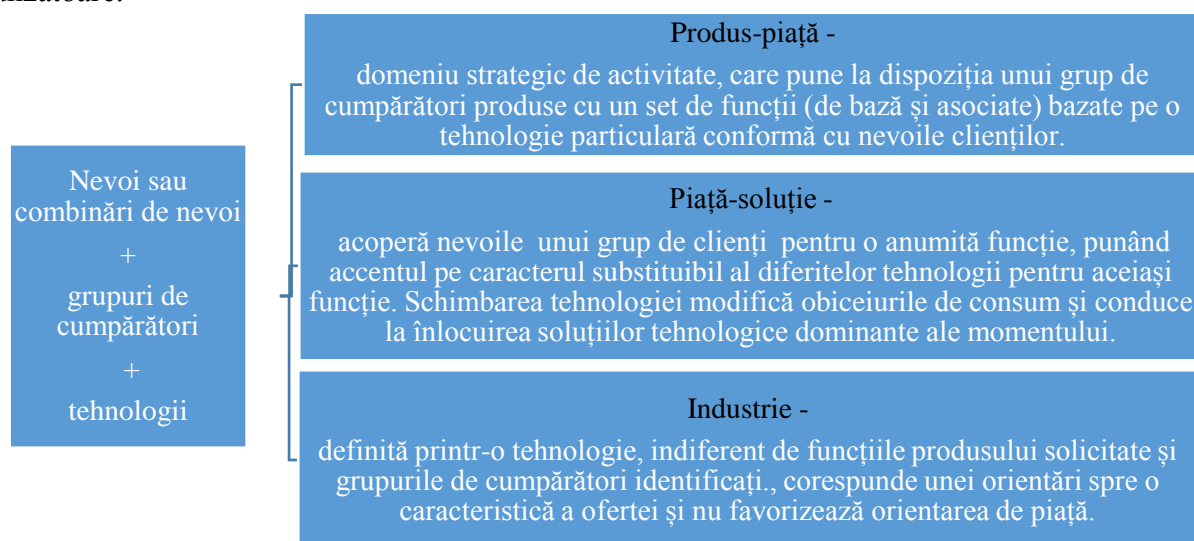 Produs-piață -
domeniu strategic de activitate, care pune la dispoziția unui grup de
cumpărători produse cu un set de funcții (de bază și asociate) bazate pe o
tehnologie particulară conformă cu nevoile clienților.
Nevoi sau
combinări de nevoi
+
grupuri de
cumpărători
+
tehnologii
Piață-soluție -
acoperă nevoile unui grup de clienți pentru o anumită funcție, punând
accentul pe caracterul substituibil al diferitelor tehnologii pentru aceiași
funcție. Schimbarea tehnologiei modifică obiceiurile de consum și conduce
la înlocuirea soluțiilor tehnologice dominante ale momentului.
Industrie -
definită printr-o tehnologie, indiferent de funcțiile produsului solicitate și
grupurile de cumpărători identificați., corespunde unei orientări spre o
caracteristică a ofertei și nu favorizează orientarea de piață.